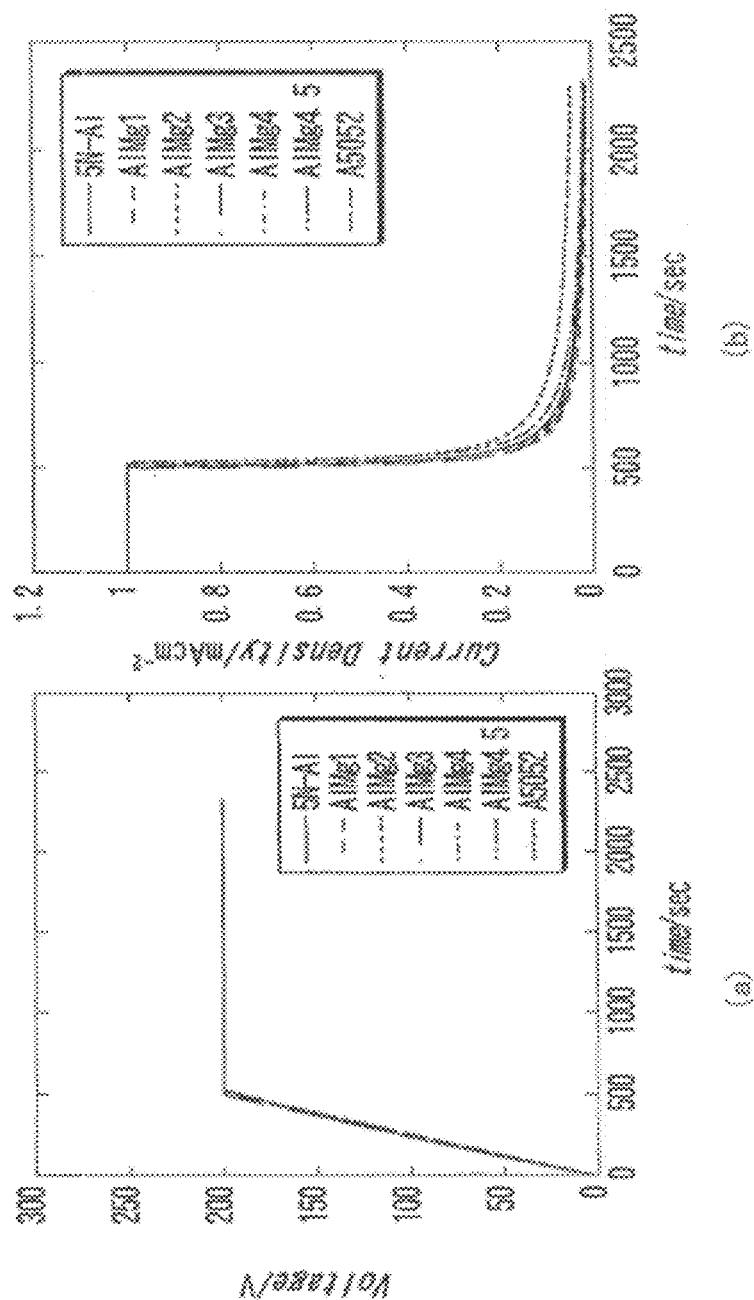 Voltage/V
300
250
200
150
100
50
0
0
500
1000
1500
2000
2500
3000
time/sec
5N-Al
AlMg1
AlMg2
AlMg3
AlMg4
AlMg4.5
A5052
(a)
Current Density/mAcm⁻²
1.2
1
0.8
0.6
0.4
0.2
0
0
500
1000
1500
2000
2500
time/sec
5N-Al
AlMg1
AlMg2
AlMg3
AlMg4
AlMg4.5
A5052
(b)